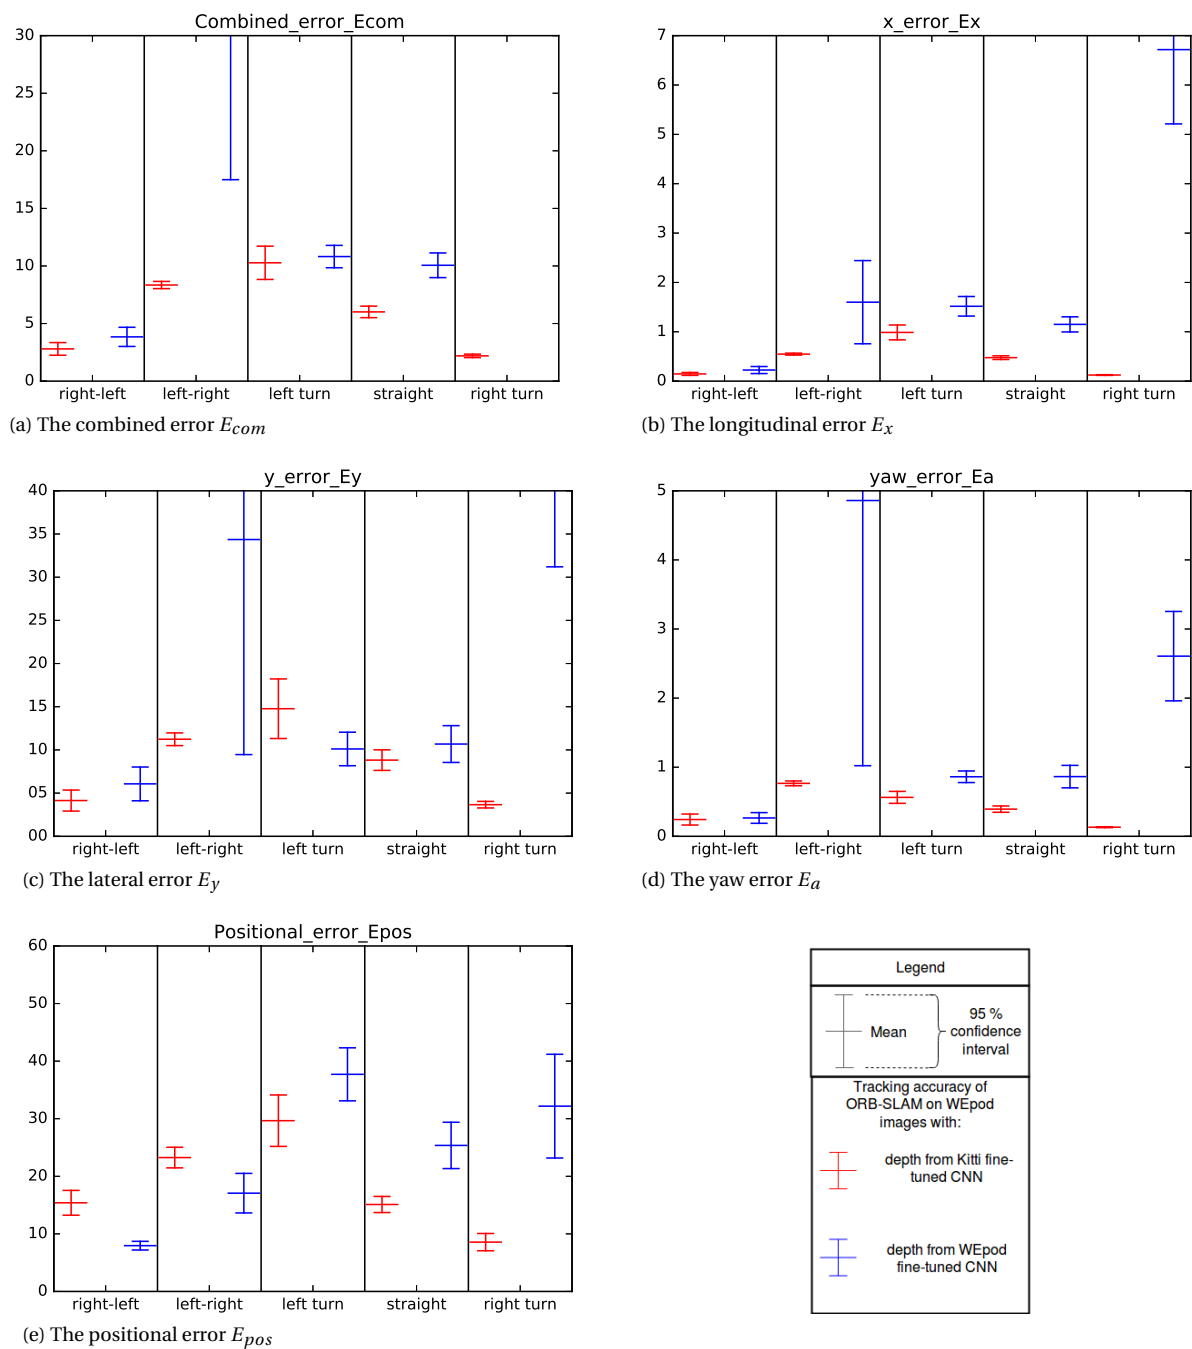 Combined_error_Ecom
30
25
20
15
10
5
0
right-left left-right left turn straight right turn
(a) The combined error Ecom
x_error_Ex
7
6
5
4
3
2
1
0
right-left left-right left turn straight right turn
(b) The longitudinal error Ex
y_error_Ey
40
35
30
25
20
15
10
05
00
right-left left-right left turn straight right turn
(c) The lateral error Ey
yaw_error_Ea
5
4
3
2
1
0
right-left left-right left turn straight right turn
(d) The yaw error Ea
Positional_error_Epos
60
50
40
30
20
10
0
right-left left-right left turn straight right turn
(e) The positional error Epos
Legend
Mean
95 %
confidence
interval
Tracking accuracy of
ORB-SLAM on WEpod
images with:
depth from Kitti fine-
tuned CNN
depth from WEpod
fine-tuned CNN